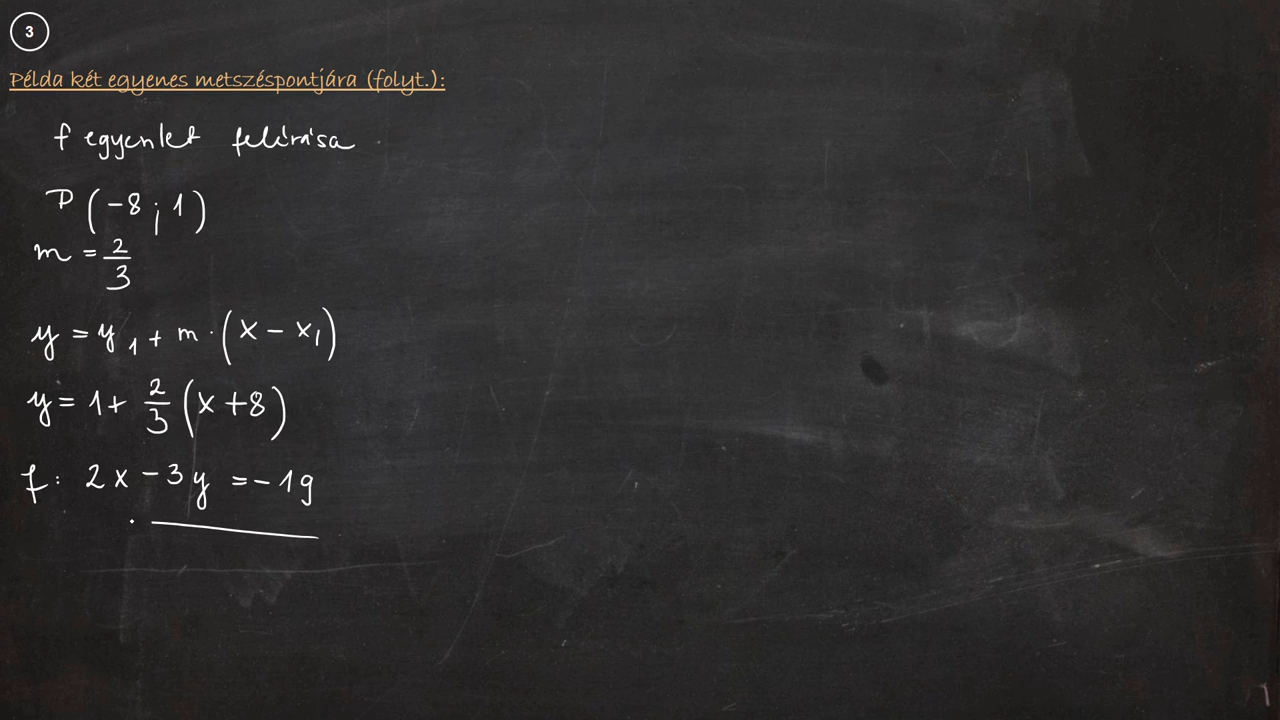 3
Példa két egyenes metszéspontjára (folyt.):
f egyenlet felírása
P (-8 ; 1)
m = 2/3
y = y₁ + m · (x - x₁)
y = 1 + 2/3 (x + 8)
f: 2x - 3y = -19